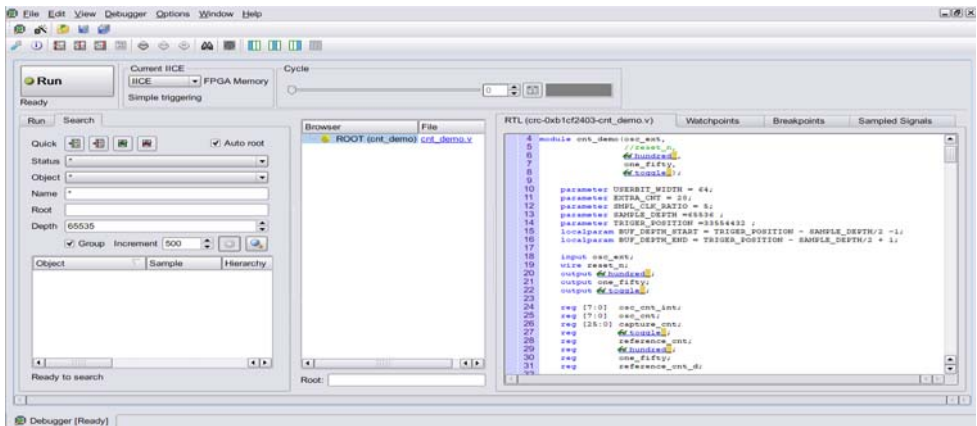 File Edit View Debugger Options Window Help
Run
Ready
Current IICE
IICE
FPGA Memory
Simple triggering
Cycle
0
Run Search
Quick
Auto root
Status *
Object *
Name *
Root
Depth 65535
Group Increment 500
Object Sample Hierarchy
Ready to search
Browser File
ROOT (cnt_demo) cnt_demo.v
Root:
RTL (crc-0xb1cf2403-cnt_demo.v) Watchpoints Breakpoints Sampled Signals
4 module cnt_demo(osc_ext,
5 //reset_n,
6 hundred,
7 one_fifty,
8 toggle);
9
10 parameter USERBIT_WIDTH = 64;
11 parameter EXTRA_CNT = 28;
12 parameter SMPL_CLK_RATIO = 5;
13 parameter SAMPLE_DEPTH =65536 ;
14 parameter TRIGER_POSITION =33554432 ;
15 localparam BUF_DEPTH_START = TRIGER_POSITION - SAMPLE_DEPTH/2 -1;
16 localparam BUF_DEPTH_END = TRIGER_POSITION - SAMPLE_DEPTH/2 + 1;
17
18 input osc_ext;
19 wire reset_n;
20 output hundred;
21 output one_fifty;
22 output toggle;
23
24 reg [7:0] osc_cnt_int;
25 reg [7:0] osc_cnt;
26 reg [25:0] capture_cnt;
27 reg toggle;
28 reg reference_cnt;
29 reg hundred;
30 reg one_fifty;
31 reg reference_cnt_d;
Debugger [Ready]